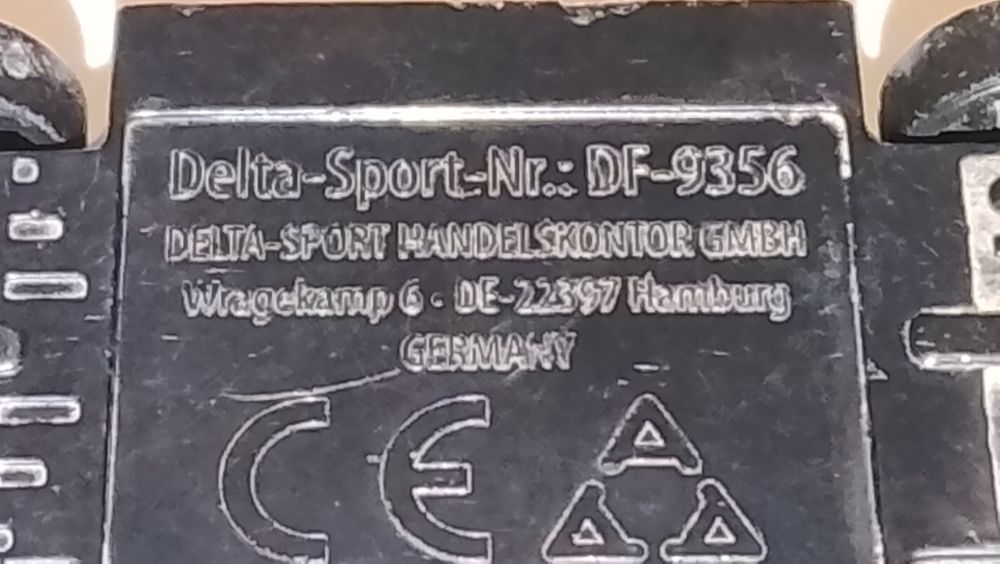 Delta-Sport-Nr.: DF-9356
DELTA-SPORT HANDELSKONTOR GMBH
Wragekamp 6 · DE-22397 Hamburg
GERMANY
CE